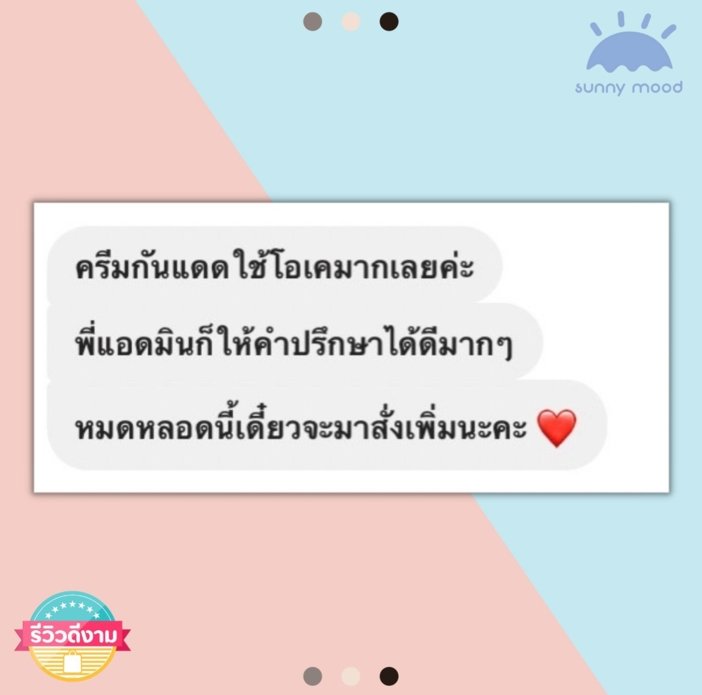 sunny mood
ครีมกันแดดใช้โอเคมากเลยค่ะ
พี่แอดมินก็ให้คำปรึกษาได้ดีมากๆ
หมดหลอดนี้เดี๋ยวจะมาสั่งเพิ่มนะคะ ❤️
รีวิวดีงาม